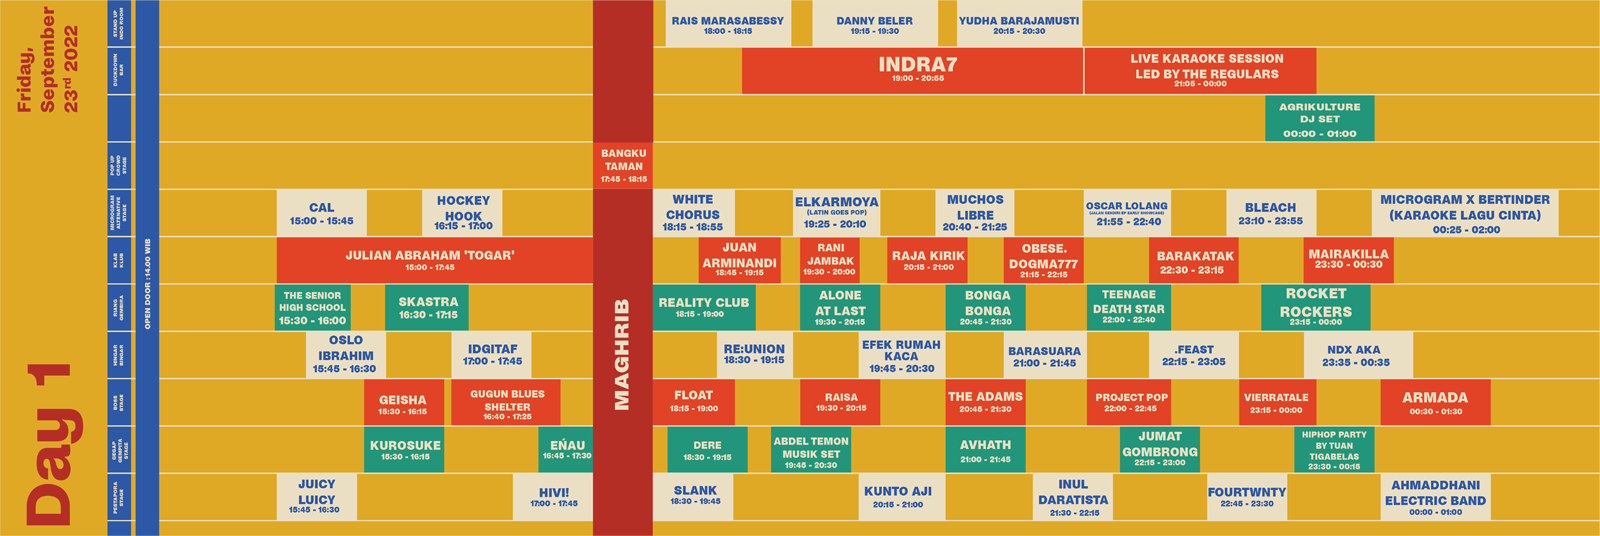 Friday,
September
23rd 2022
Day 1
OPEN DOOR : 14.00 WIB
MAGHRIB
STAND UP
INDO ROOM
RAIS MARASABESSY
18:00 - 18:15
DANNY BELER
19:15 - 19:30
YUDHA BARAJAMUSTI
20:15 - 20:30
DUCKDOWN
BAR
INDRA7
19:00 - 20:55
LIVE KARAOKE SESSION
LED BY THE REGULARS
21:05 - 00:00
AGRIKULTURE
DJ SET
00:00 - 01:00
POP UP
CROWD
STAGE
BANGKU
TAMAN
17:45 - 18:15
MICROGRAM
ALTENATIVE
STAGE
CAL
15:00 - 15:45
HOCKEY
HOOK
16:15 - 17:00
WHITE
CHORUS
18:15 - 18:55
ELKARMOYA
(LATIN GOES POP)
19:25 - 20:10
MUCHOS
LIBRE
20:40 - 21:25
OSCAR LOLANG
(JALAN SENDIRI EP EARLY SHOWCASE)
21:55 - 22:40
BLEACH
23:10 - 23:55
MICROGRAM X BERTINDER
(KARAOKE LAGU CINTA)
00:25 - 02:00
KLAB
KLUB
JULIAN ABRAHAM 'TOGAR'
15:00 - 17:45
JUAN
ARMINANDI
18:45 - 19:15
RANI
JAMBAK
19:30 - 20:00
RAJA KIRIK
20:15 - 21:00
OBESE.
DOGMA777
21:15 - 22:15
BARAKATAK
22:30 - 23:15
MAIRAKILLA
23:30 - 00:30
RIANG
GEMBIRA
THE SENIOR
HIGH SCHOOL
15:30 - 16:00
SKASTRA
16:30 - 17:15
REALITY CLUB
18:15 - 19:00
ALONE
AT LAST
19:30 - 20:15
BONGA
BONGA
20:45 - 21:30
TEENAGE
DEATH STAR
22:00 - 22:40
ROCKET
ROCKERS
23:15 - 00:00
HINGAR
BINGAR
OSLO
IBRAHIM
15:45 - 16:30
IDGITAF
17:00 - 17:45
RE:UNION
18:30 - 19:15
EFEK RUMAH
KACA
19:45 - 20:30
BARASUARA
21:00 - 21:45
.FEAST
22:15 - 23:05
NDX AKA
23:35 - 00:35
BOSS
STAGE
GEISHA
15:30 - 16:15
GUGUN BLUES
SHELTER
16:40 - 17:25
FLOAT
18:15 - 19:00
RAISA
19:30 - 20:15
THE ADAMS
20:45 - 21:30
PROJECT POP
22:00 - 22:45
VIERRATALE
23:15 - 00:00
ARMADA
00:30 - 01:30
GEGAP
GEMPITA
STAGE
KUROSUKE
15:30 - 16:15
EŃAU
16:45 - 17:30
DERE
18:30 - 19:15
ABDEL TEMON
MUSIK SET
19:45 - 20:30
AVHATH
21:00 - 21:45
JUMAT
GOMBRONG
22:15 - 23:00
HIPHOP PARTY
BY TUAN
TIGABELAS
23:30 - 00:15
PESTAPORA
STAGE
JUICY
LUICY
15:45 - 16:30
HIVI!
17:00 - 17:45
SLANK
18:30 - 19:45
KUNTO AJI
20:15 - 21:00
INUL
DARATISTA
21:30 - 22:15
FOURTWNTY
22:45 - 23:30
AHMADDHANI
ELECTRIC BAND
00:00 - 01:00